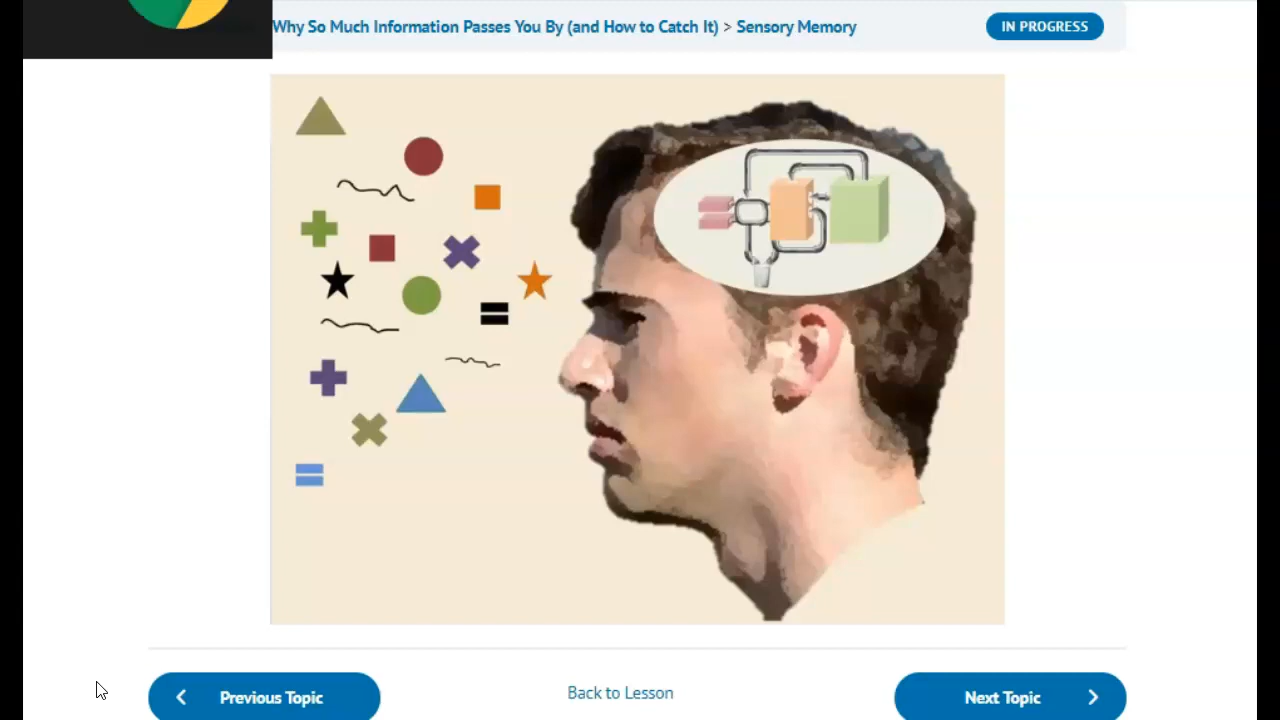 Why So Much Information Passes You By (and How to Catch It) > Sensory Memory
IN PROGRESS
Previous Topic
Back to Lesson
Next Topic